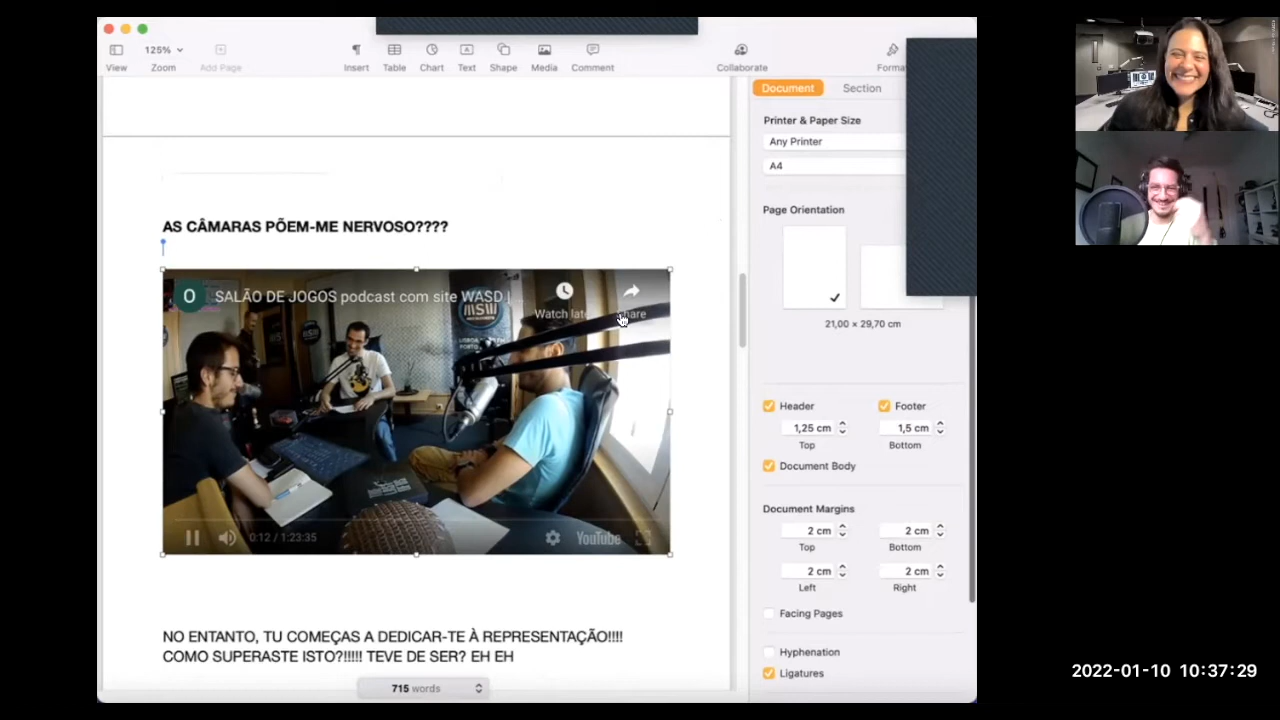 125%
View
Zoom
Add Page
Insert
Table
Chart
Text
Shape
Media
Comment
Collaborate
Document
Section
Printer & Paper Size
Any Printer
A4
Page Orientation
21,00 × 29,70 cm
Header
Footer
1,25 cm
1,5 cm
Top
Bottom
Document Body
Document Margins
2 cm
2 cm
Top
Bottom
2 cm
2 cm
Left
Right
Facing Pages
Hyphenation
Ligatures
AS CÂMARAS PÕEM-ME NERVOSO????
O
SALÃO DE JOGOS podcast com site WASD |
Watch
MSW
0:12 / 1:23:35
YouTube
NO ENTANTO, TU COMEÇAS A DEDICAR-TE À REPRESENTAÇÃO!!!!
COMO SUPERASTE ISTO?!!!!! TEVE DE SER? EH EH
715 words
2022-01-10 10:37:29